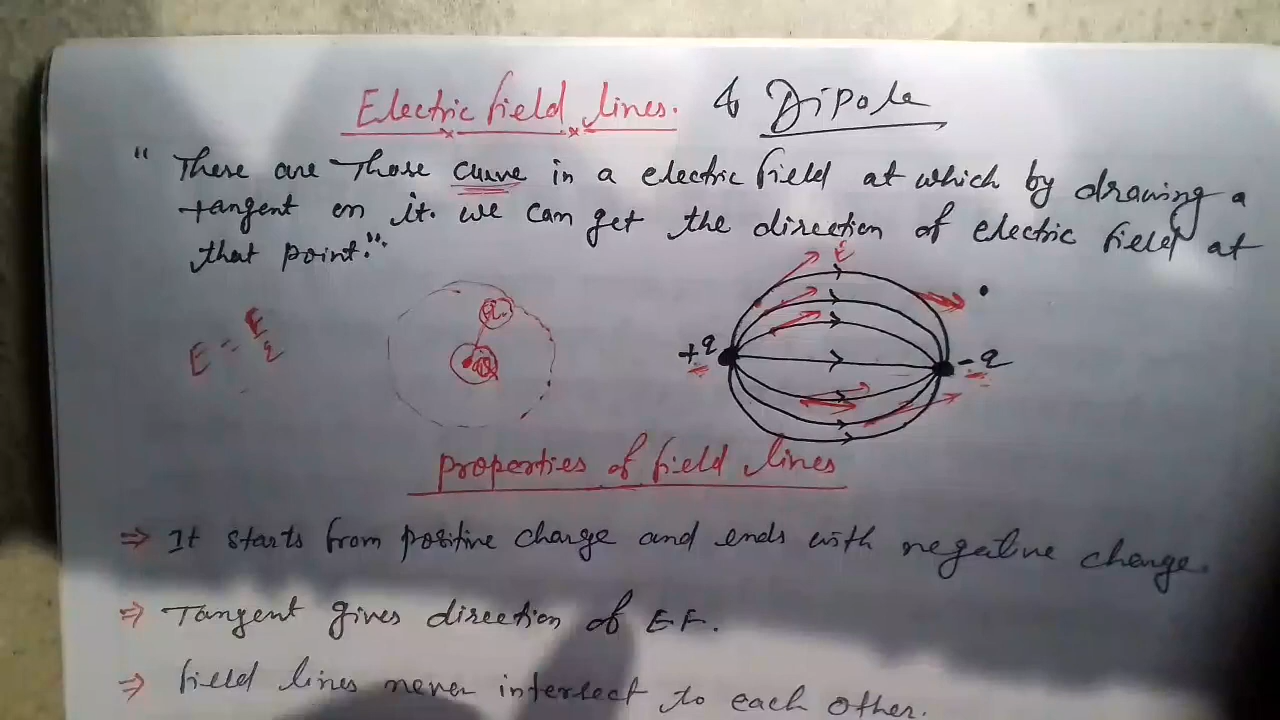 Electric field lines. & Dipole
" There are those curve in a electric field at which by drawing a
tangent on it. we can get the direction of electric field at
that point."
E
E = F/q
+q
-q
properties of field lines
⇒ It starts from positive charge and ends with negative charge.
⇒ Tangent gives direction of EF.
⇒ field lines never intersect to each other.